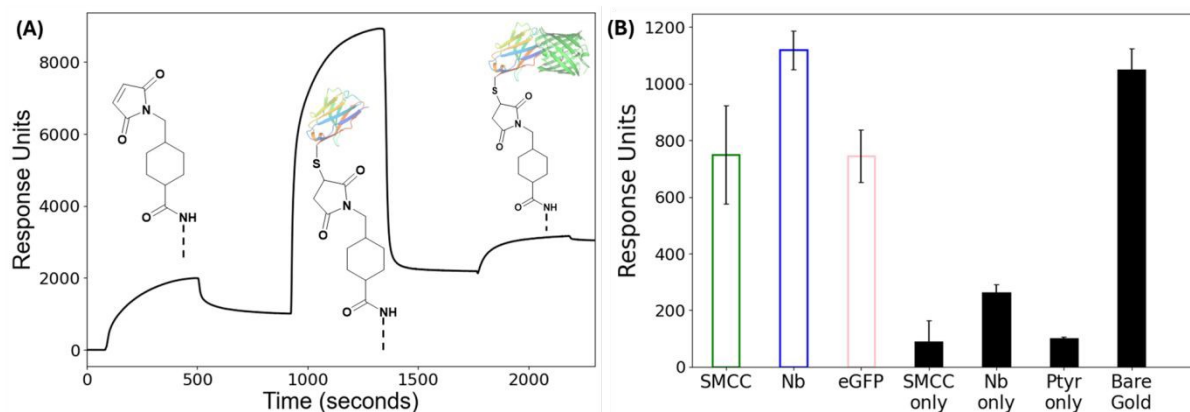 (A)
Response Units
8000
6000
4000
2000
0
0
500
1000
1500
2000
Time (seconds)
O
N
O
O
NH
S
O
N
O
O
NH
S
O
N
O
O
NH
(B)
Response Units
1200
1000
800
600
400
200
0
SMCC
Nb
eGFP
SMCC only
Nb only
Ptyr only
Bare Gold